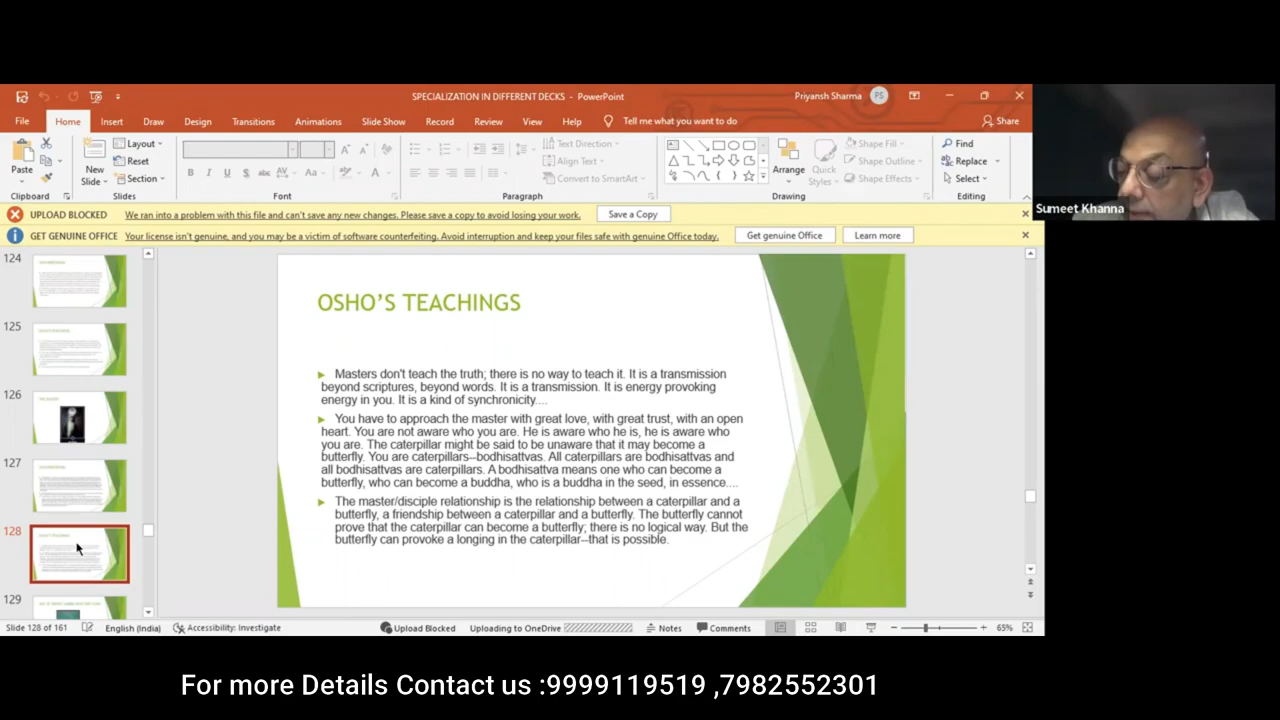 SPECIALIZATION IN DIFFERENT DECKS - PowerPoint
Priyansh Sharma
PS
File Home Insert Draw Design Transitions Animations Slide Show Record Review View Help Tell me what you want to do
Share
Paste
New
Slide
Layout
Reset
Section
B I U S abc AV Aa A
Text Direction
Align Text
Convert to SmartArt
Arrange
Quick
Styles
Shape Fill
Shape Outline
Shape Effects
Find
Replace
Select
Clipboard Slides Font Paragraph Drawing Editing
UPLOAD BLOCKED We ran into a problem with this file and can't save any new changes. Please save a copy to avoid losing your work. Save a Copy
GET GENUINE OFFICE Your license isn't genuine, and you may be a victim of software counterfeiting. Avoid interruption and keep your files safe with genuine Office today. Get genuine Office Learn more
Sumeet Khanna
124
125
126
127
128
129
OSHO'S TEACHINGS
Masters don't teach the truth; there is no way to teach it. It is a transmission
beyond scriptures, beyond words. It is a transmission. It is energy provoking
energy in you. It is a kind of synchronicity....
You have to approach the master with great love, with great trust, with an open
heart. You are not aware who you are. He is aware who he is, he is aware who
you are. The caterpillar might be said to be unaware that it may become a
butterfly. You are caterpillars--bodhisattvas. All caterpillars are bodhisattvas and
all bodhisattvas are caterpillars. A bodhisattva means one who can become a
butterfly, who can become a buddha, who is a buddha in the seed, in essence....
The master/disciple relationship is the relationship between a caterpillar and a
butterfly, a friendship between a caterpillar and a butterfly. The butterfly cannot
prove that the caterpillar can become a butterfly; there is no logical way. But the
butterfly can provoke a longing in the caterpillar--that is possible.
Slide 128 of 161 English (India) Accessibility: Investigate Upload Blocked Uploading to OneDrive Notes Comments 65%
For more Details Contact us :9999119519 ,7982552301